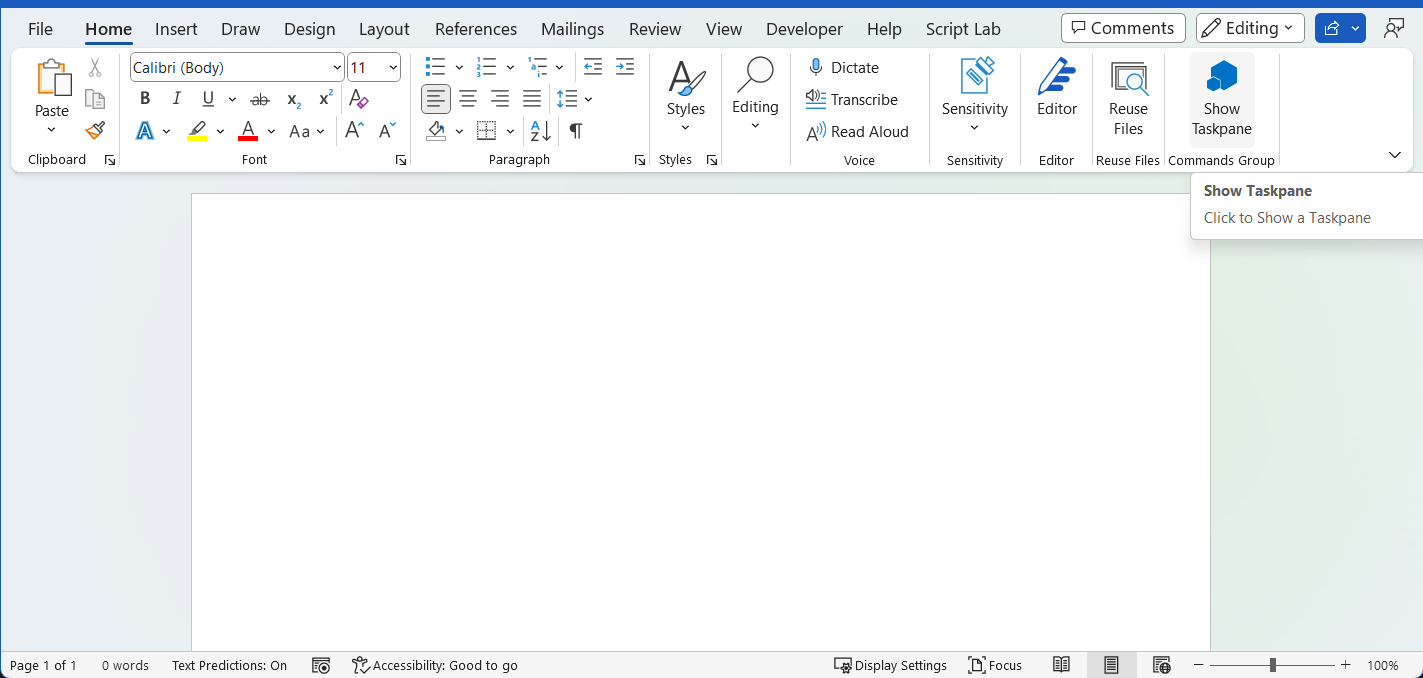 File Home Insert Draw Design Layout References Mailings Review View Developer Help Script Lab Comments Editing
Calibri (Body) 11 Dictate
Paste Styles Editing Transcribe Sensitivity Editor Reuse Files Show Taskpane
B I U ab x2 x2 A
A A Aa A A Read Aloud
Clipboard Font Paragraph Styles Voice Sensitivity Editor Reuse Files Commands Group
Show Taskpane
Click to Show a Taskpane
Page 1 of 1 0 words Text Predictions: On Accessibility: Good to go Display Settings Focus 100%